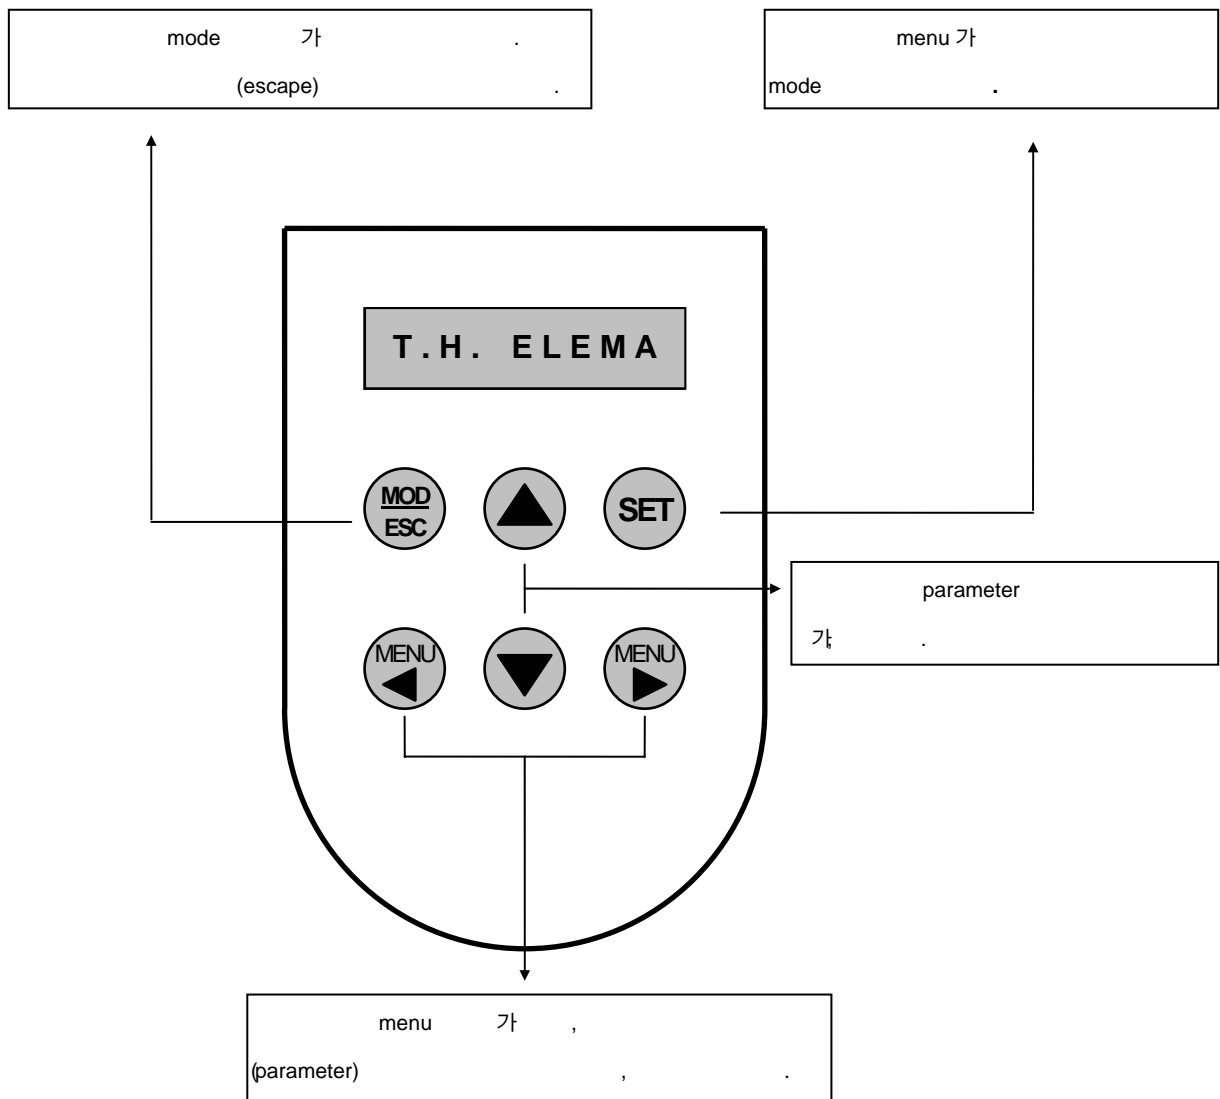 mode 가 .
(escape) .
menu 가
mode .
T.H. ELEMA
MOD
ESC
SET
parameter
가, .
MENU
MENU
menu 가 ,
(parameter) , .